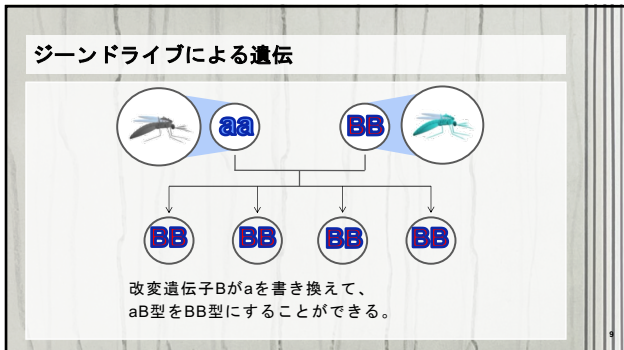 ジーンドライブによる遺伝
aa BB
BB BB BB BB
改変遺伝子Bがaを書き換えて、
aB型をBB型にすることができる。
9